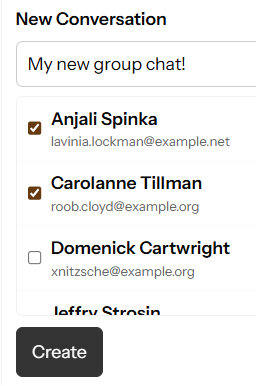 New Conversation
My new group chat!
Anjali Spinka
lavinia.lockman@example.net
Carolanne Tillman
roob.cloyd@example.org
Domenick Cartwright
xnitzsche@example.org
Jeffry Strosin
Create